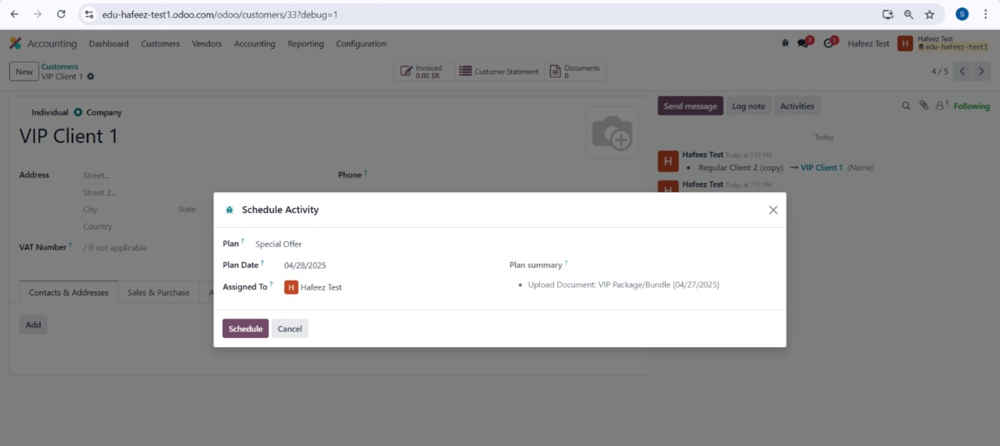 edu-hafeez-test1.odoo.com/odoo/customers/33?debug=1
S
Accounting Dashboard Customers Vendors Accounting Reporting Configuration
7 1 Hafeez Test H Hafeez Test
edu-hafeez-test1
New Customers
VIP Client 1
Invoiced
0.00 SR
Customer Statement
Documents
0
4 / 5
Individual Company
VIP Client 1
Send message Log note Activities 1 Following
Today
H Hafeez Test Today at 7:57 PM
• Regular Client 2 (copy) → VIP Client 1 (Name)
H Hafeez Test Today at 7:57 PM
Address Street... Phone ?
Street 2...
City State
Country
VAT Number ? / if not applicable
Contacts & Addresses Sales & Purchase A
Add
Schedule Activity
Plan ? Special Offer
Plan Date ? 04/28/2025
Assigned To ? H Hafeez Test
Plan summary ?
• Upload Document: VIP Package/Bundle (04/27/2025)
Schedule Cancel